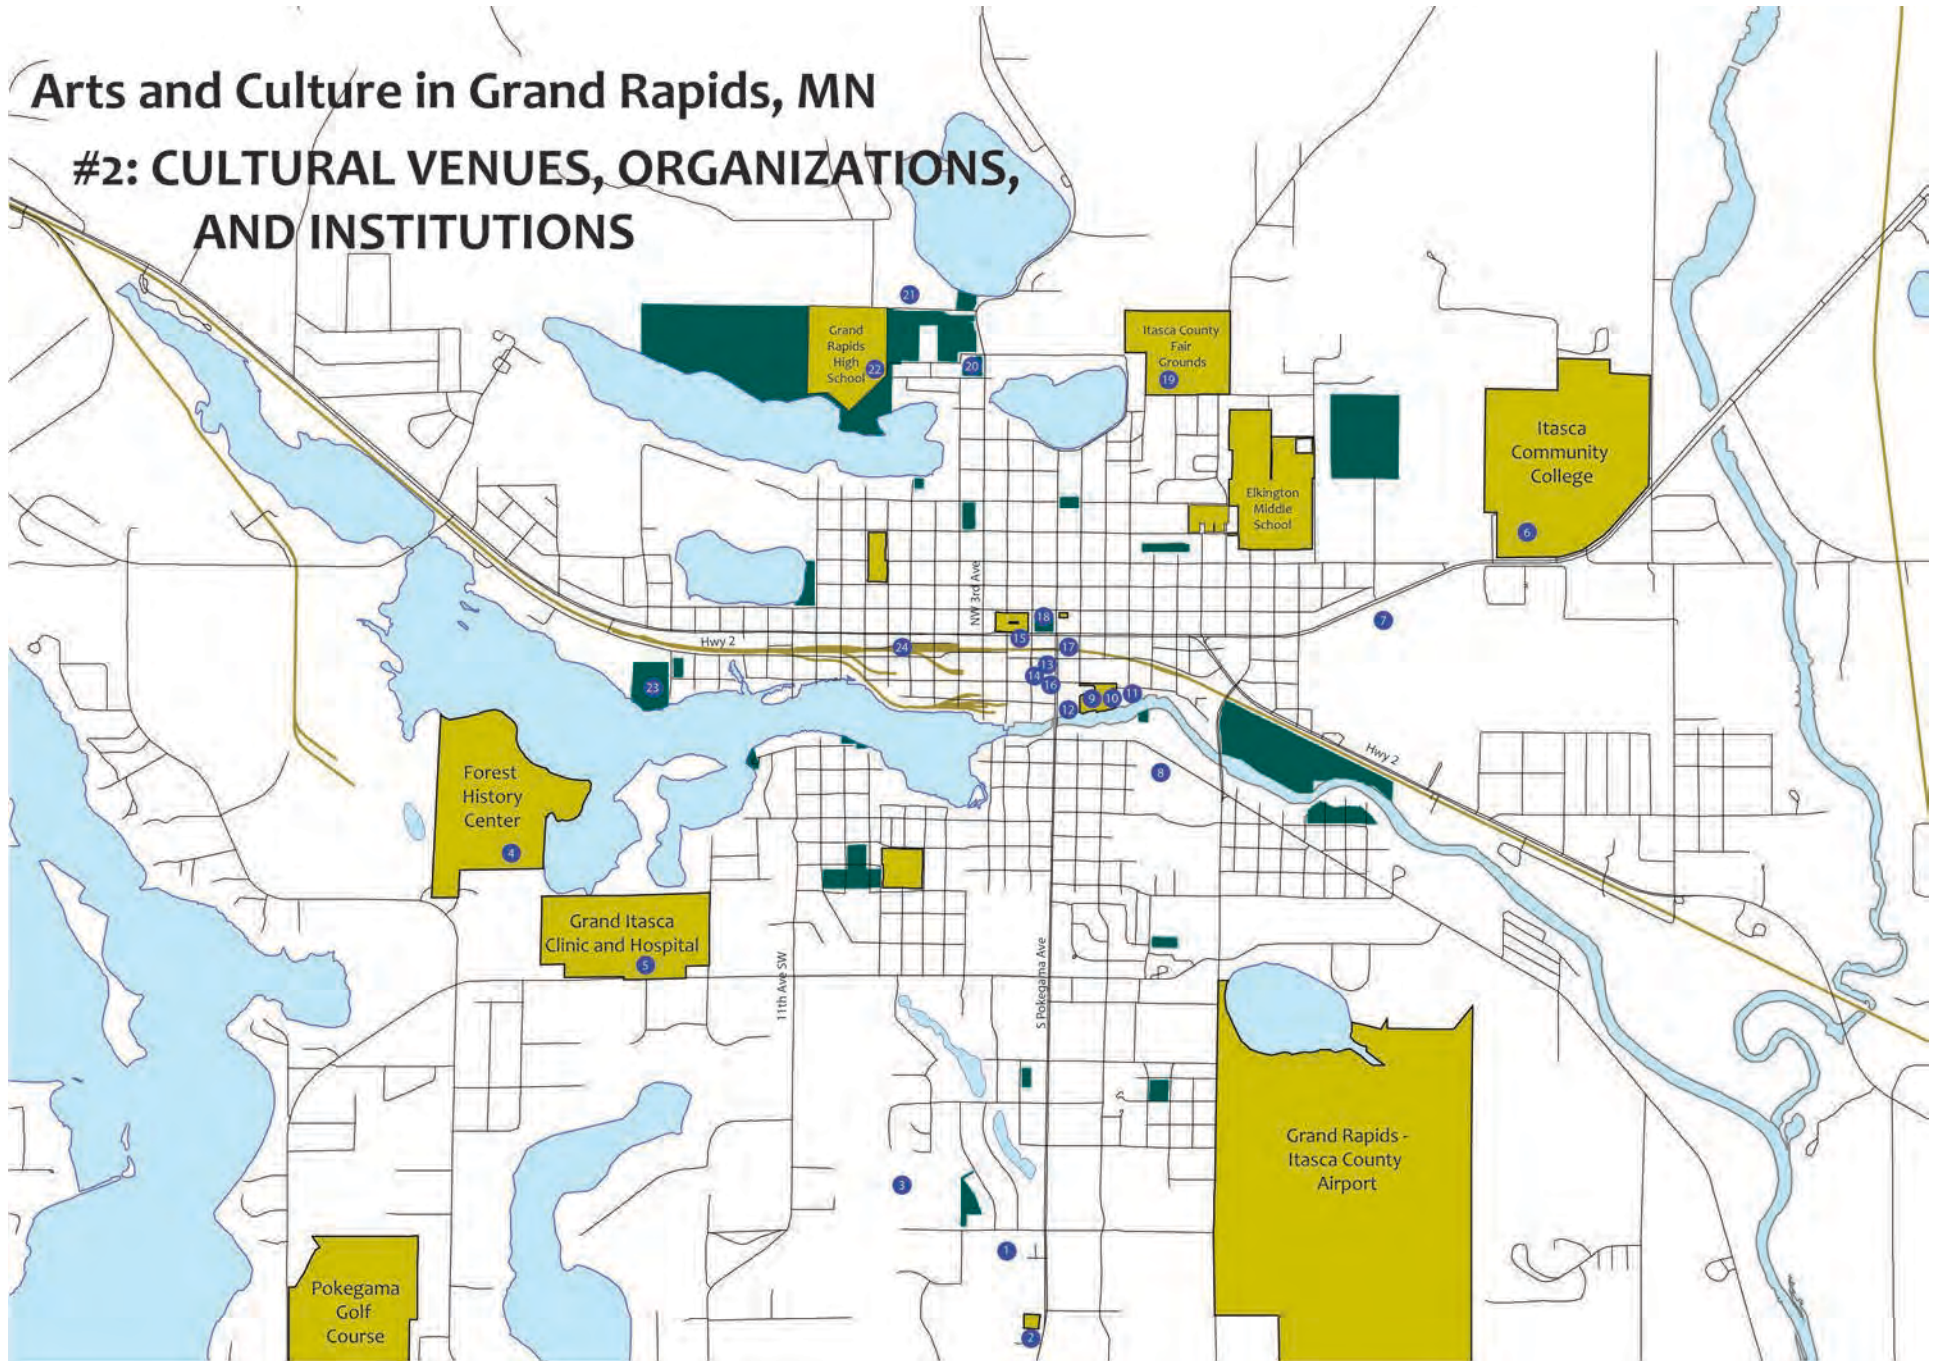 Arts and Culture in Grand Rapids, MN
#2: CULTURAL VENUES, ORGANIZATIONS,
AND INSTITUTIONS
21
Grand
Rapids
High
School
22
20
Itasca County
Fair
Grounds
19
Itasca
Community
College
6
Elkington
Middle
School
NW 3rd Ave
18
7
Hwy 2
24
15
17
13
14
16
23
9
10
11
12
Hwy 2
8
Forest
History
Center
4
Grand Itasca
Clinic and Hospital
5
11th Ave SW
S Pokegama Ave
3
Grand Rapids -
Itasca County
Airport
1
Pokegama
Golf
Course
2